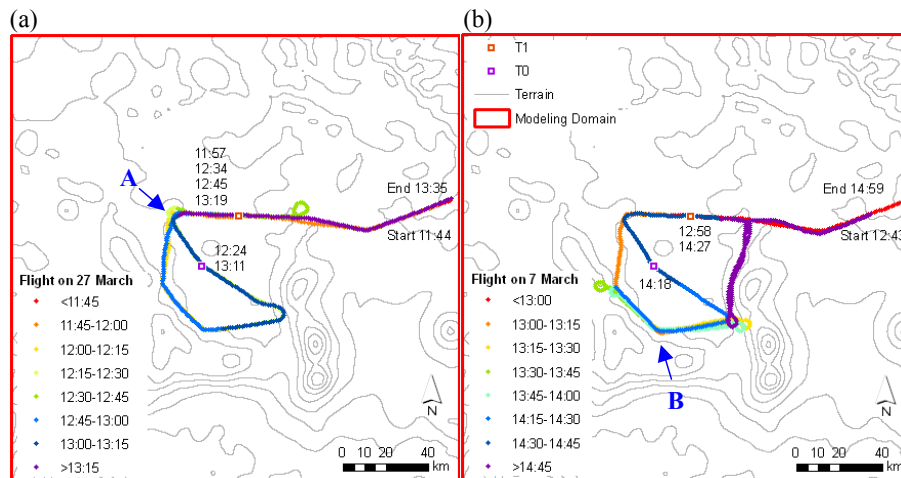 (a)
A
11:57
12:34
12:45
13:19
End 13:35
Start 11:44
12:24
13:11
Flight on 27 March
<11:45
11:45-12:00
12:00-12:15
12:15-12:30
12:30-12:45
12:45-13:00
13:00-13:15
>13:15
N
0 10 20 40
km
(b)
T1
T0
Terrain
Modeling Domain
End 14:59
Start 12:43
12:58
14:27
14:18
B
Flight on 7 March
<13:00
13:00-13:15
13:15-13:30
13:30-13:45
13:45-14:00
14:15-14:30
14:30-14:45
>14:45
N
0 10 20 40
km